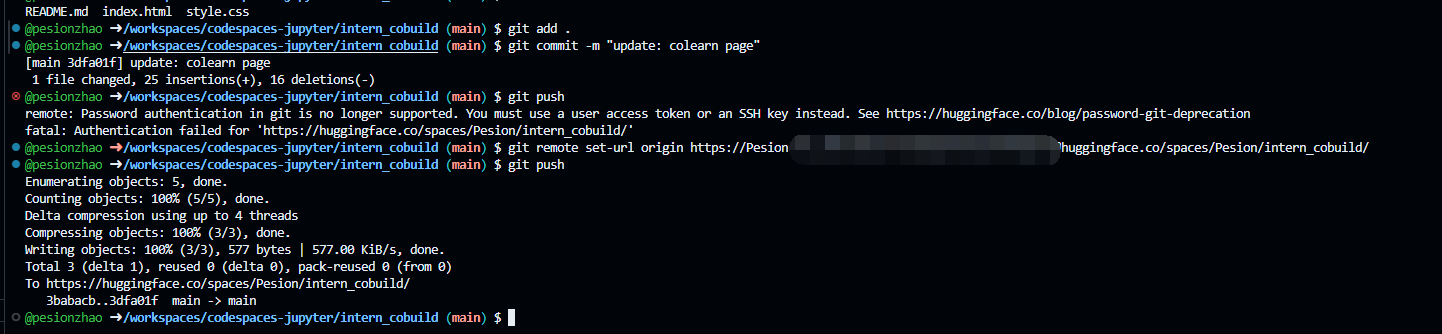 README.md  index.html  style.css
@pesionzhao ➜/workspaces/codespaces-jupyter/intern_cobuild (main) $ git add .
@pesionzhao ➜/workspaces/codespaces-jupyter/intern_cobuild (main) $ git commit -m "update: colearn page"
[main 3dfa01f] update: colearn page
 1 file changed, 25 insertions(+), 16 deletions(-)
@pesionzhao ➜/workspaces/codespaces-jupyter/intern_cobuild (main) $ git push
remote: Password authentication in git is no longer supported. You must use a user access token or an SSH key instead. See https://huggingface.co/blog/password-git-deprecation
fatal: Authentication failed for 'https://huggingface.co/spaces/Pesion/intern_cobuild/'
@pesionzhao ➜/workspaces/codespaces-jupyter/intern_cobuild (main) $ git remote set-url origin https://Pesion huggingface.co/spaces/Pesion/intern_cobuild/
@pesionzhao ➜/workspaces/codespaces-jupyter/intern_cobuild (main) $ git push
Enumerating objects: 5, done.
Counting objects: 100% (5/5), done.
Delta compression using up to 4 threads
Compressing objects: 100% (3/3), done.
Writing objects: 100% (3/3), 577 bytes | 577.00 KiB/s, done.
Total 3 (delta 1), reused 0 (delta 0), pack-reused 0 (from 0)
To https://huggingface.co/spaces/Pesion/intern_cobuild/
   3babacb..3dfa01f  main -> main
@pesionzhao ➜/workspaces/codespaces-jupyter/intern_cobuild (main) $